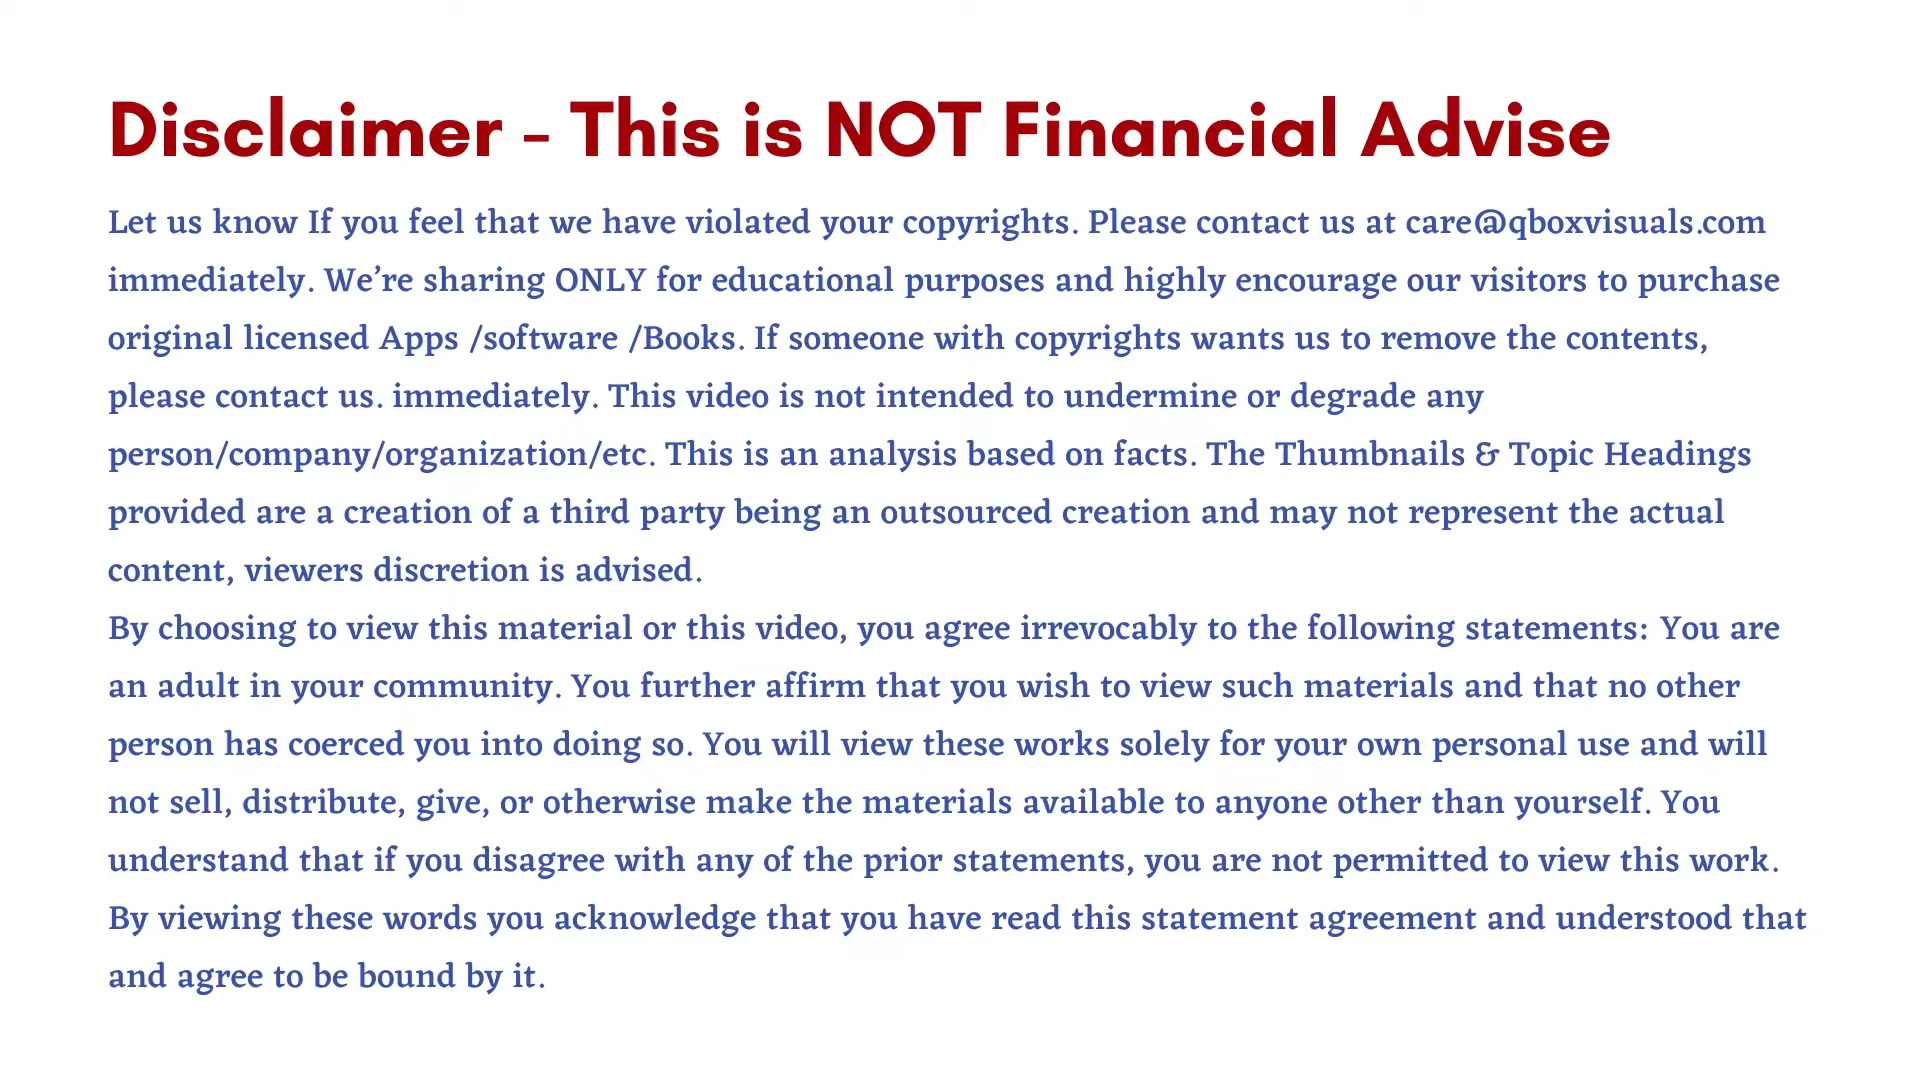 Disclaimer - This is NOT Financial Advise
Let us know If you feel that we have violated your copyrights. Please contact us at care@qboxvisuals.com
immediately. We’re sharing ONLY for educational purposes and highly encourage our visitors to purchase
original licensed Apps /software /Books. If someone with copyrights wants us to remove the contents,
please contact us. immediately. This video is not intended to undermine or degrade any
person/company/organization/etc. This is an analysis based on facts. The Thumbnails & Topic Headings
provided are a creation of a third party being an outsourced creation and may not represent the actual
content, viewers discretion is advised.
By choosing to view this material or this video, you agree irrevocably to the following statements: You are
an adult in your community. You further affirm that you wish to view such materials and that no other
person has coerced you into doing so. You will view these works solely for your own personal use and will
not sell, distribute, give, or otherwise make the materials available to anyone other than yourself. You
understand that if you disagree with any of the prior statements, you are not permitted to view this work.
By viewing these words you acknowledge that you have read this statement agreement and understood that
and agree to be bound by it.